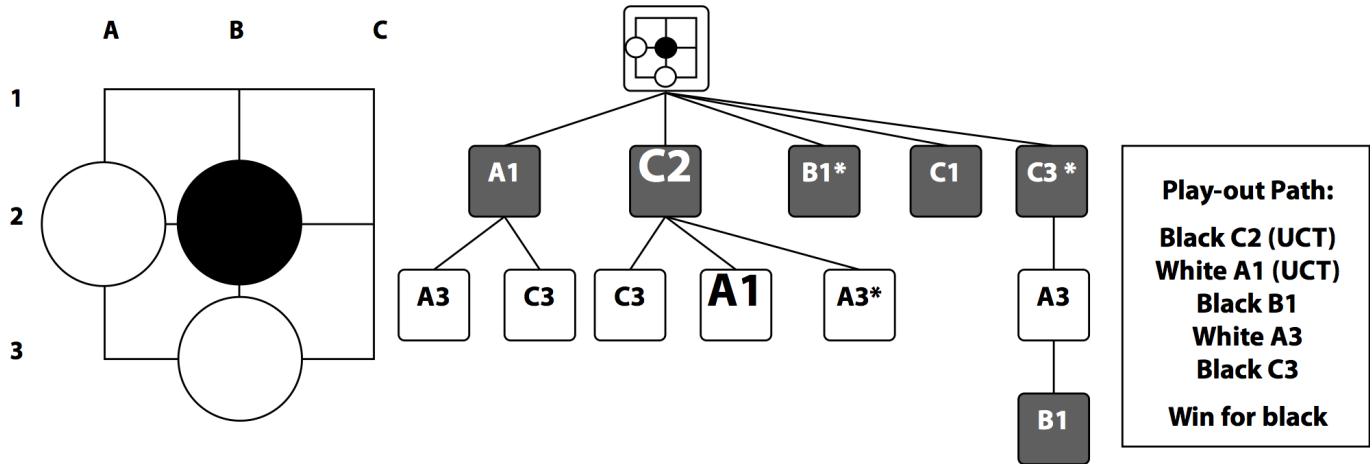 A B C
1
2
3
A1 C2 B1* C1 C3 *
A3 C3 C3 A1 A3* A3
B1
Play-out Path:
Black C2 (UCT)
White A1 (UCT)
Black B1
White A3
Black C3
Win for black